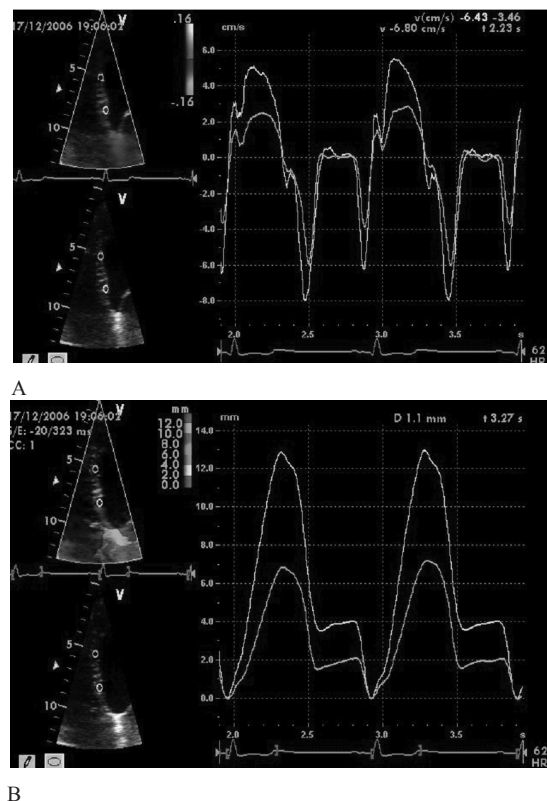 V
17/12/2006 19:06:02
.16
-.16
cm/s
v(cm/s) -6.43 -3.46
v -6.80 cm/s t 2.23 s
6.0
4.0
2.0
0.0
-2.0
-4.0
-6.0
-8.0
5
10
V
5
10
2.0 2.5 3.0 3.5 s
62
HR
A
17/12/2006 19:06:02
S/E: -20/323 ms
CC: 1
V
mm
12.0
10.0
8.0
6.0
4.0
2.0
0.0
mm D 1.1 mm t 3.27 s
14.0
12.0
10.0
8.0
6.0
4.0
2.0
0.0
5
10
V
5
10
2.0 2.5 3.0 3.5 s
62
HR
B